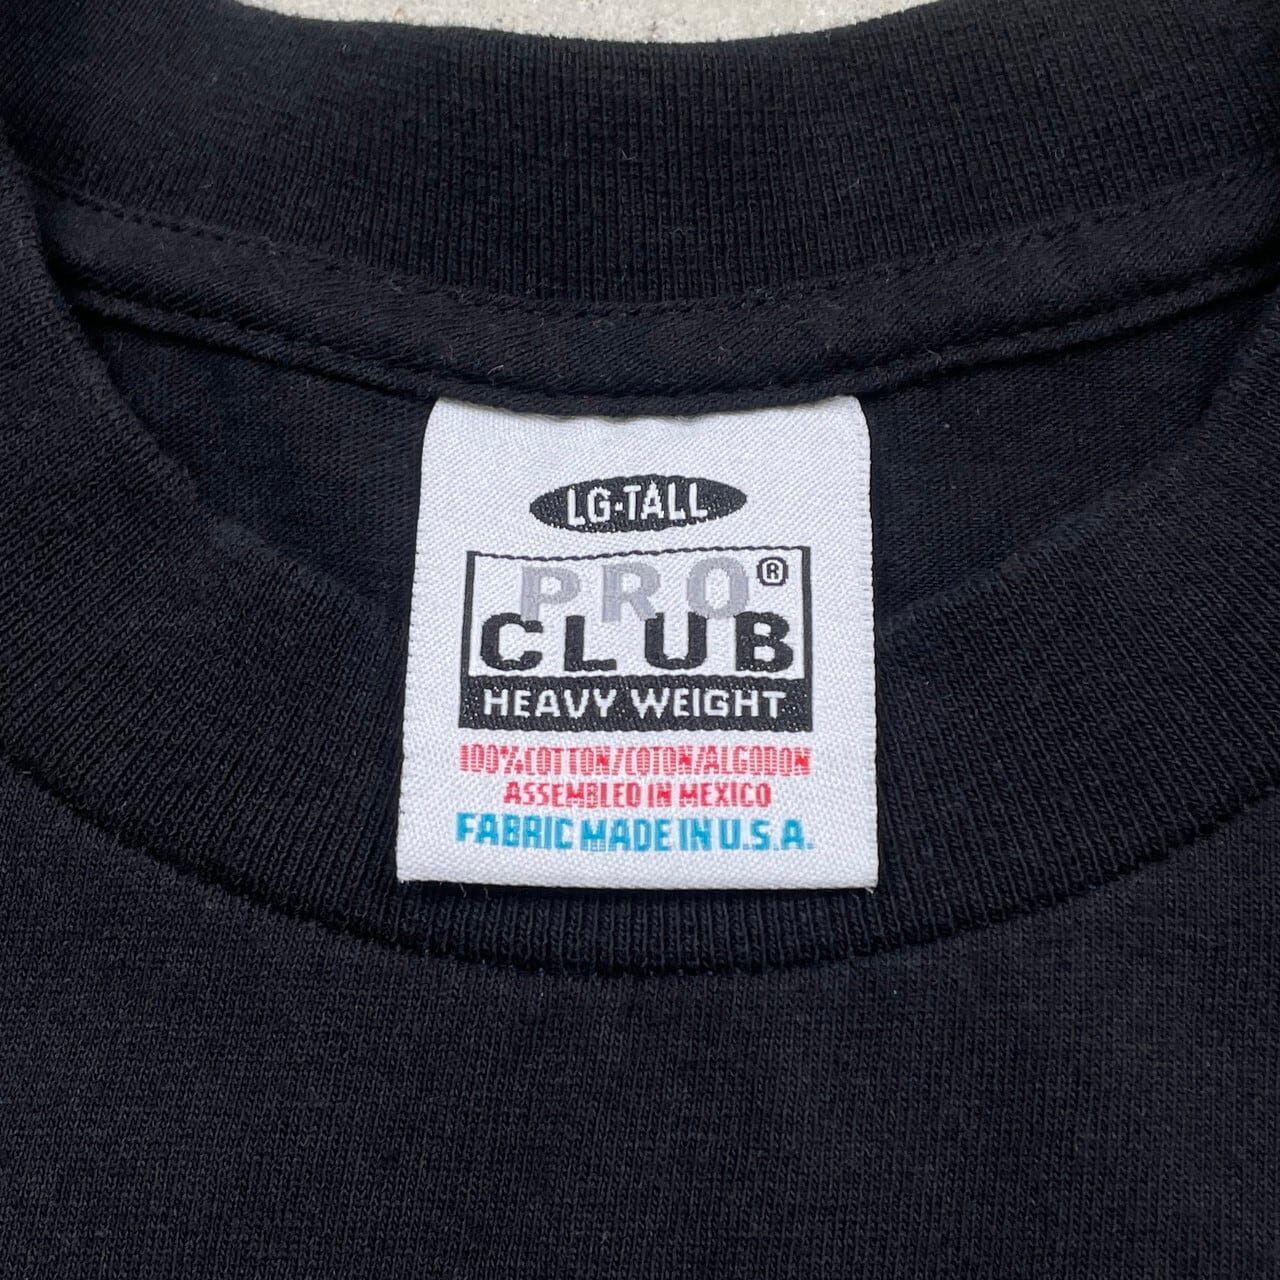 LG-TALL
PRO®
CLUB
HEAVY WEIGHT
100%COTTON/COTON/ALGODON
ASSEMBLED IN MEXICO
FABRIC MADE IN U.S.A.